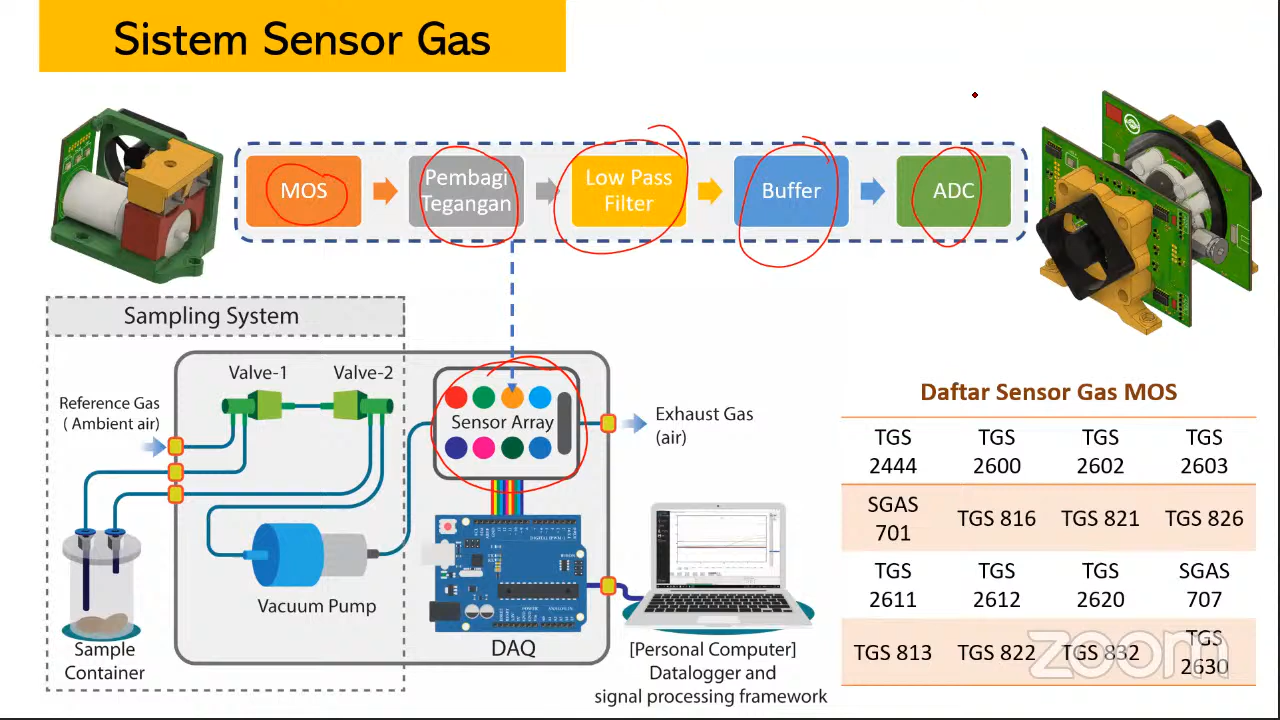 Sistem Sensor Gas
MOS
Pembagi
Tegangan
Low Pass
Filter
Buffer
ADC
Sampling System
Valve-1
Valve-2
Reference Gas
( Ambient air)
Sensor Array
Exhaust Gas
(air)
Vacuum Pump
DAQ
Sample
Container
[Personal Computer]
Datalogger and
signal processing framework
Daftar Sensor Gas MOS
TGS
2444
TGS
2600
TGS
2602
TGS
2603
SGAS
701
TGS 816
TGS 821
TGS 826
TGS
2611
TGS
2612
TGS
2620
SGAS
707
TGS 813
TGS 822
TGS 832
TGS
2630
zoom